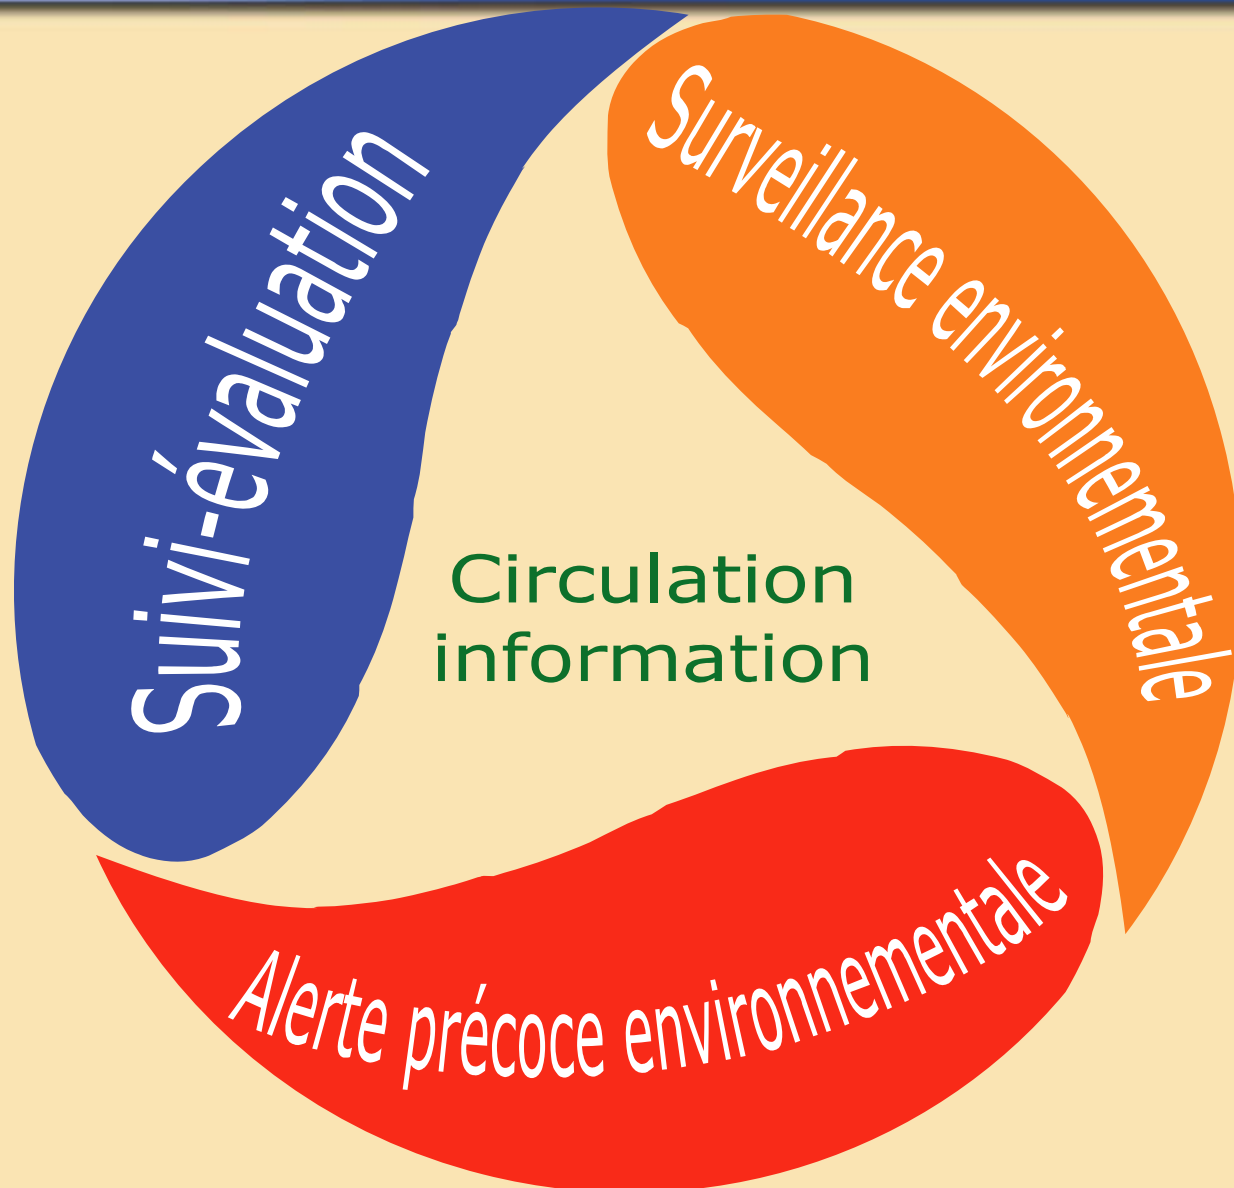 Suivi-évaluation
Surveillance environnementale
Circulation
information
Alerte précoce environnementale